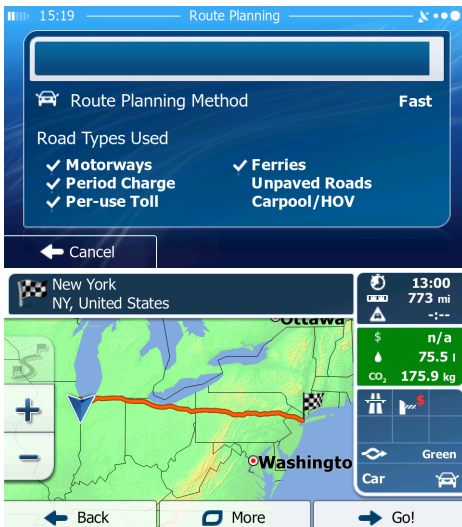 15:19 Route Planning
Route Planning Method Fast
Road Types Used
Motorways Ferries
Period Charge Unpaved Roads
Per-use Toll Carpool/HOV
Cancel
New York
NY, United States
13:00
773 mi
-:--
$ n/a
75.5 l
CO2 175.9 kg
$
Green
Car
Ottawa
Washingto
Back More Go!